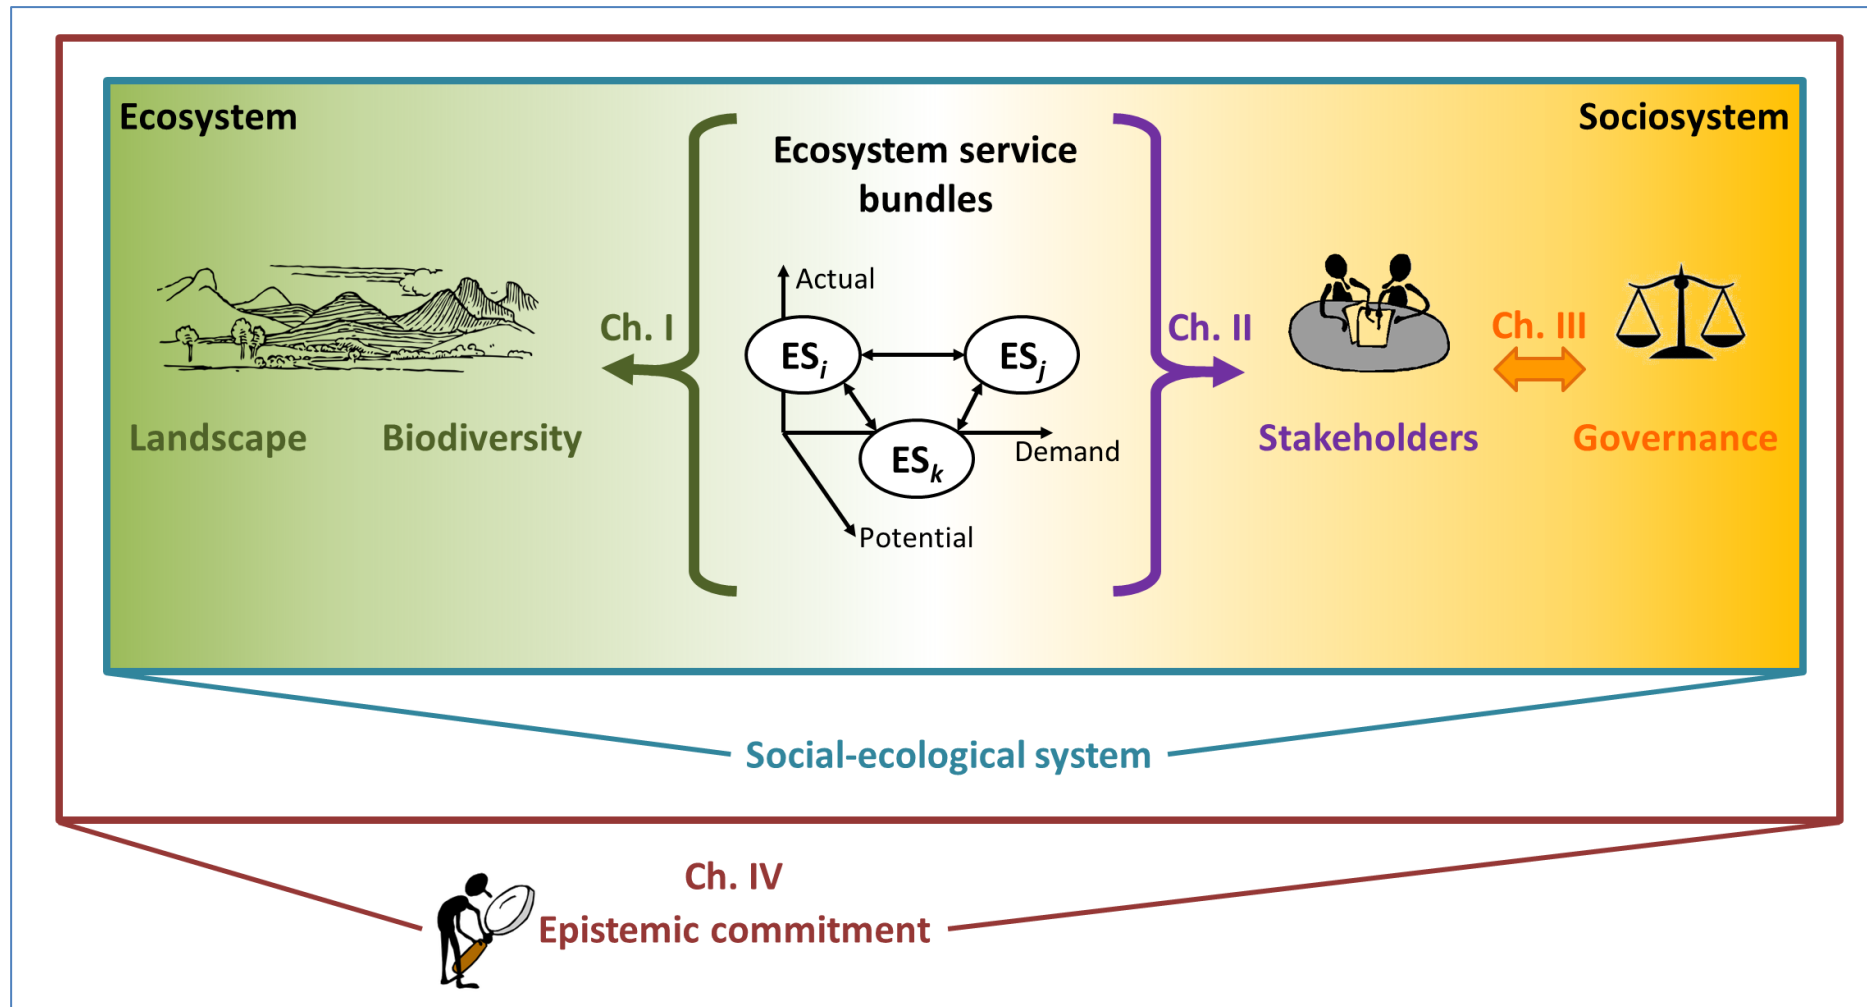 Ecosystem
Sociosystem
Ecosystem service
bundles
Actual
Ch. I
Ch. II
Ch. III
ESi
ESj
ESk
Demand
Potential
Landscape
Biodiversity
Stakeholders
Governance
Social-ecological system
Ch. IV
Epistemic commitment